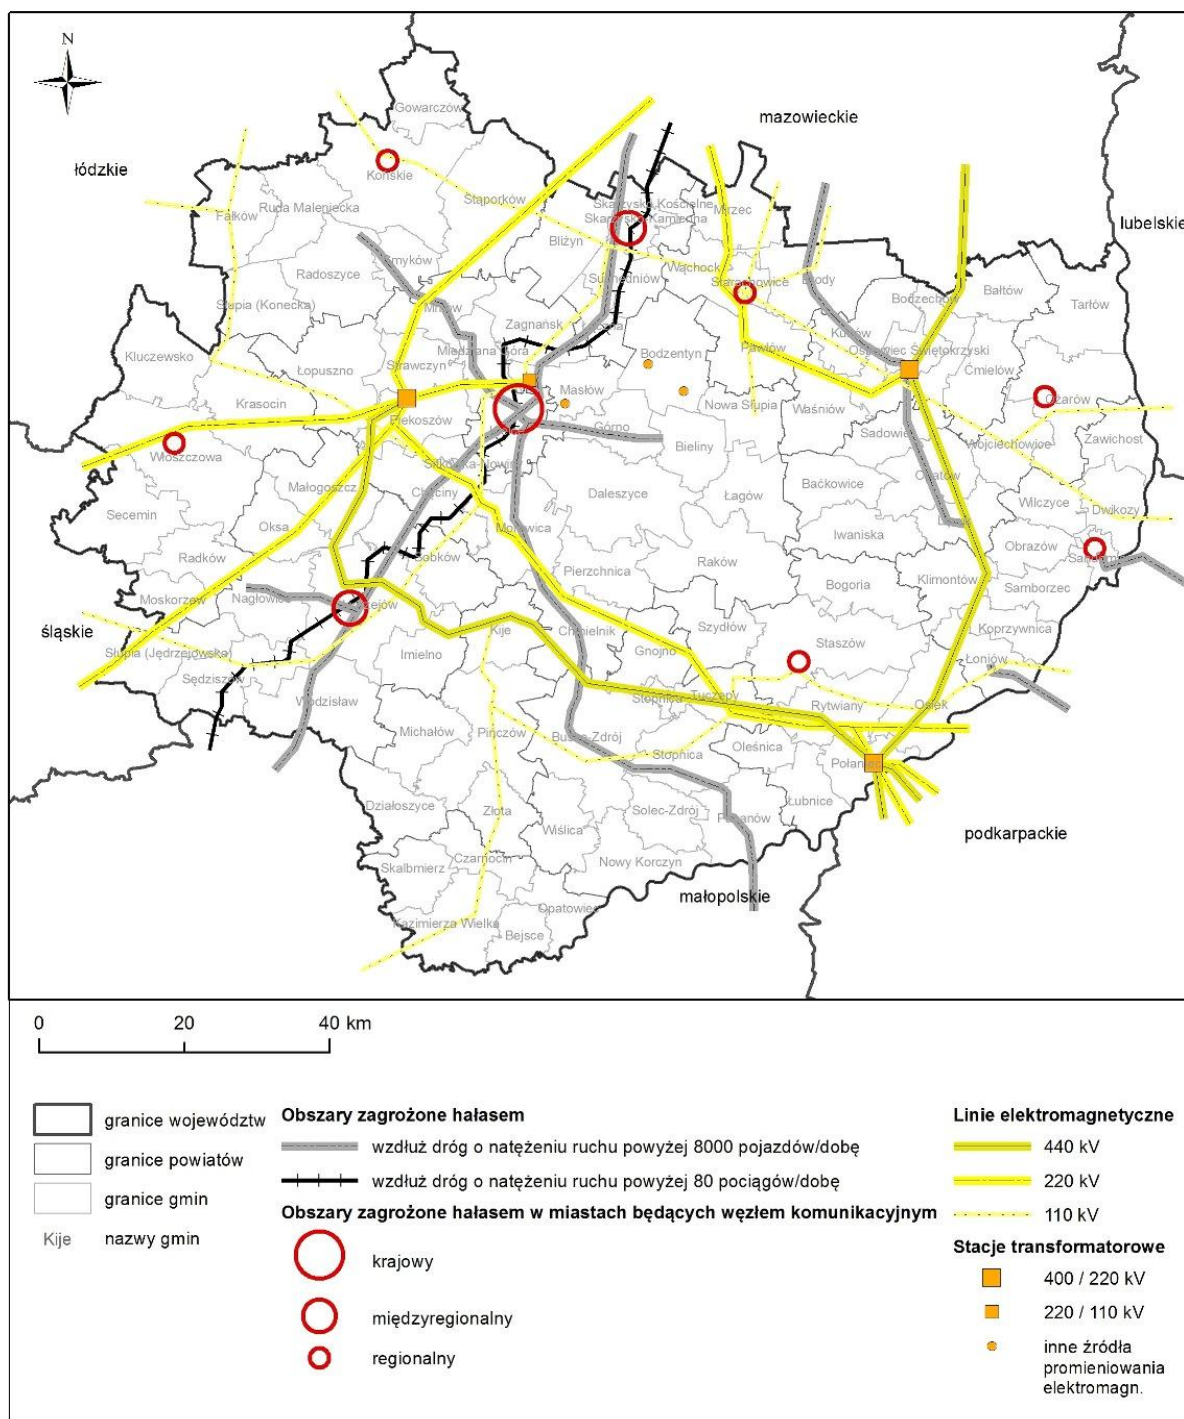 N
Gowarczów
mazowieckie
łódzkie
Końskie
lubelskie
Stąporków
Skarżysko Kościelne
Mirzec
Ruda Maleniecka
Fałków
Skarżysko-Kamienna
Bliżyn
Smyków
Wąchock
Radoszyce
Suchedniów
Starachowice
Brody
Bałtów
Bodzechów
Tarłów
Słupia (Konecka)
Mniów
Zagnańsk
Łączna
Kunów
Miedziana Góra
Bodzentyn
Pawłów
Ostrowiec Świętokrzyski
Kluczewsko
Łopuszno
Strawczyn
Ćmielów
Masłów
Krasocin
Ożarów
Nowa Słupia
Waśniów
Piekoszów
Górno
Sadowie
Wojciechowice
Zawichost
Włoszczowa
Bieliny
Sitkówka-Nowiny
Opatów
Małogoszcz
Chęciny
Daleszyce
Łagów
Baćkowice
Wilczyce
Dwikozy
Secemin
Oksa
Morawica
Iwaniska
Obrazów
Radków
Sobków
Pierzchnica
Raków
Sandomierz
Bogoria
Klimontów
Samborzec
Moskorzew
Nagłowice
Jędrzejów
śląskie
Kije
Chmielnik
Szydłów
Staszów
Koprzywnica
Słupia (Jędrzejowska)
Imielno
Gnojno
Łoniów
Sędziszów
Wodzisław
Stopnica
Tuczępy
Rytwiany
Osiek
Michałów
Pińczów
Busko-Zdrój
Stopnica
Oleśnica
Połaniec
Działoszyce
Złota
Solec-Zdrój
Pacanów
Łubnice
Wiślica
podkarpackie
Skalbmierz
Czarnocin
Nowy Korczyn
małopolskie
Kazimierza Wielka
Opatowiec
Bejsce
0 20 40 km
granice województw
granice powiatów
granice gmin
Kije nazwy gmin
Obszary zagrożone hałasem
wzdłuż dróg o natężeniu ruchu powyżej 8000 pojazdów/dobę
wzdłuż dróg o natężeniu ruchu powyżej 80 pociągów/dobę
Obszary zagrożone hałasem w miastach będących węzłem komunikacyjnym
krajowy
międzyregionalny
regionalny
Linie elektromagnetyczne
440 kV
220 kV
110 kV
Stacje transformatorowe
400 / 220 kV
220 / 110 kV
inne źródła
promieniowania
elektromagn.